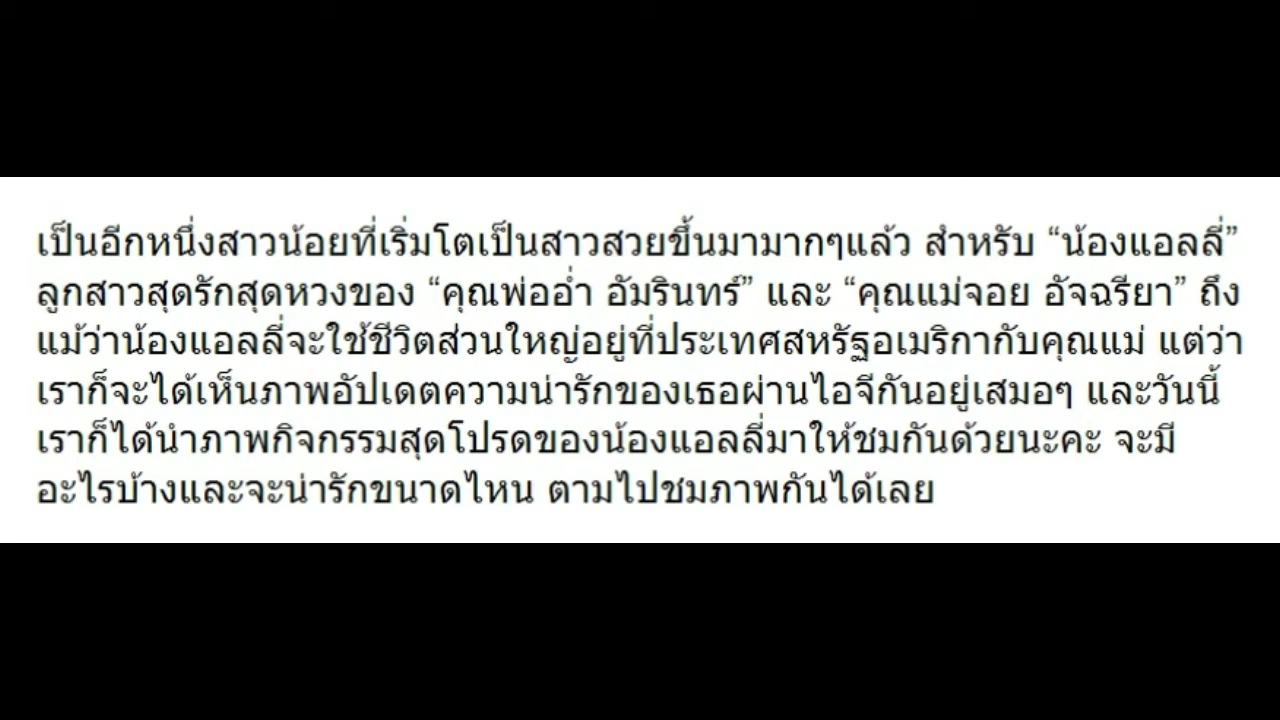 เป็นอีกหนึ่งสาวน้อยที่เริ่มโตเป็นสาวสวยขึ้นมามากๆแล้ว สำหรับ “น้องแอลลี่”
ลูกสาวสุดรักสุดหวงของ “คุณพ่ออ่ำ อัมรินทร์” และ “คุณแม่จอย อัจฉรียา” ถึง
แม้ว่าน้องแอลลี่จะใช้ชีวิตส่วนใหญ่อยู่ที่ประเทศสหรัฐอเมริกากับคุณแม่ แต่ว่า
เราก็จะได้เห็นภาพอัปเดตความน่ารักของเธอผ่านไอจีกันอยู่เสมอๆ และวันนี้
เราก็ได้นำภาพกิจกรรมสุดโปรดของน้องแอลลี่มาให้ชมกันด้วยนะคะ จะมี
อะไรบ้างและจะน่ารักขนาดไหน ตามไปชมภาพกันได้เลย